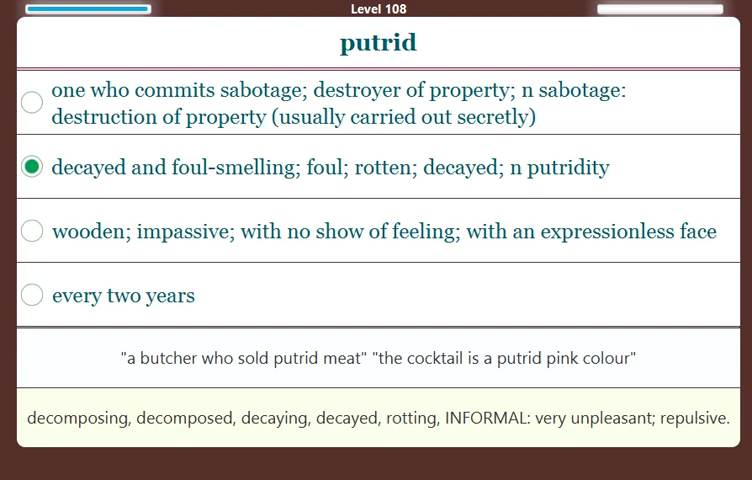 Level 108
putrid
one who commits sabotage; destroyer of property; n sabotage:
destruction of property (usually carried out secretly)
decayed and foul-smelling; foul; rotten; decayed; n putridity
wooden; impassive; with no show of feeling; with an expressionless face
every two years
"a butcher who sold putrid meat" "the cocktail is a putrid pink colour"
decomposing, decomposed, decaying, decayed, rotting, INFORMAL: very unpleasant; repulsive.